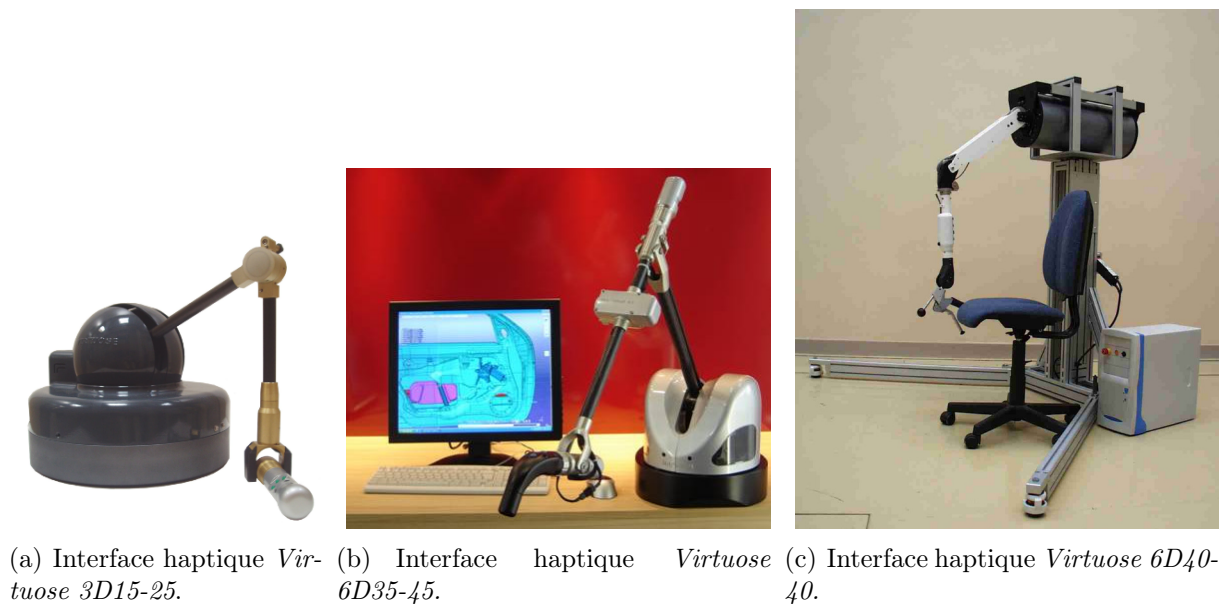 (a) Interface haptique Vir-
tuose 3D15-25.
(b) Interface haptique Virtuose
6D35-45.
(c) Interface haptique Virtuose 6D40-
40.